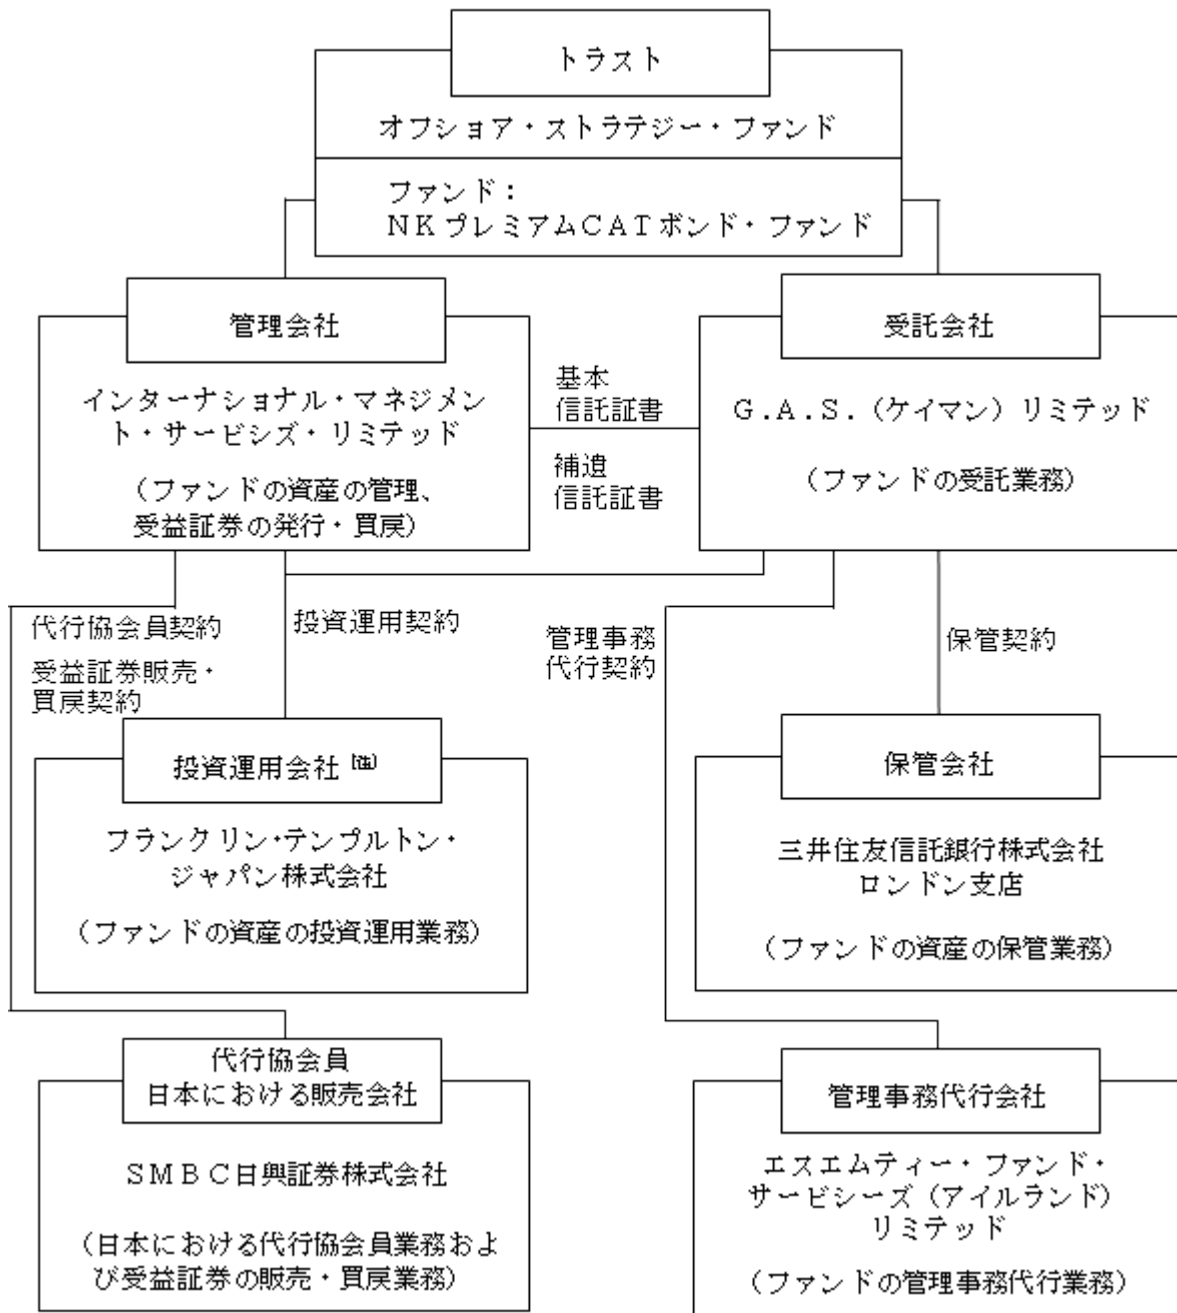 トラスト
オフショア・ストラテジー・ファンド
ファンド：
ＮＫプレミアムＣＡＴボンド・ファンド
管理会社
インターナショナル・マネジメン
ト・サービシズ・リミテッド
（ファンドの資産の管理、
受益証券の発行・買戻）
基本
信託証書
補遺
信託証書
受託会社
Ｇ．Ａ．Ｓ．（ケイマン）リミテッド
（ファンドの受託業務）
代行協会員契約
受益証券販売・
買戻契約
投資運用契約
管理事務
代行契約
保管契約
投資運用会社
フランクリン・テンプルトン・
ジャパン株式会社
（ファンドの資産の投資運用業務）
保管会社
三井住友信託銀行株式会社
ロンドン支店
（ファンドの資産の保管業務）
代行協会員
日本における販売会社
ＳＭＢＣ日興証券株式会社
（日本における代行協会員業務およ
び受益証券の販売・買戻業務）
管理事務代行会社
エスエムティー・ファンド・
サービシーズ（アイルランド）
リミテッド
（ファンドの管理事務代行業務）